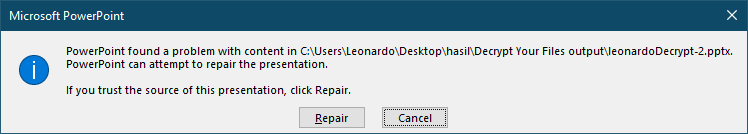 Microsoft PowerPoint
PowerPoint found a problem with content in C:\Users\Leonardo\Desktop\hasil\Decrypt Your Files output\leonardoDecrypt-2.pptx.
PowerPoint can attempt to repair the presentation.
If you trust the source of this presentation, click Repair.
Repair
Cancel